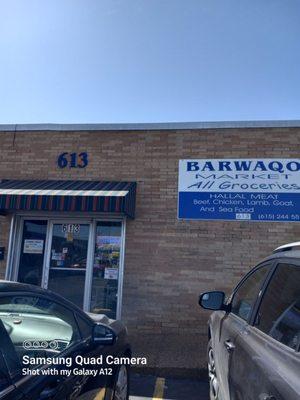 613
BARWAQO
MARKET
All Groceries
HALLAL MEAT
Beef, Chicken, Lamb, Goat,
And Sea Food
613 (615) 244 55
613
Samsung Quad Camera
Shot with my Galaxy A12